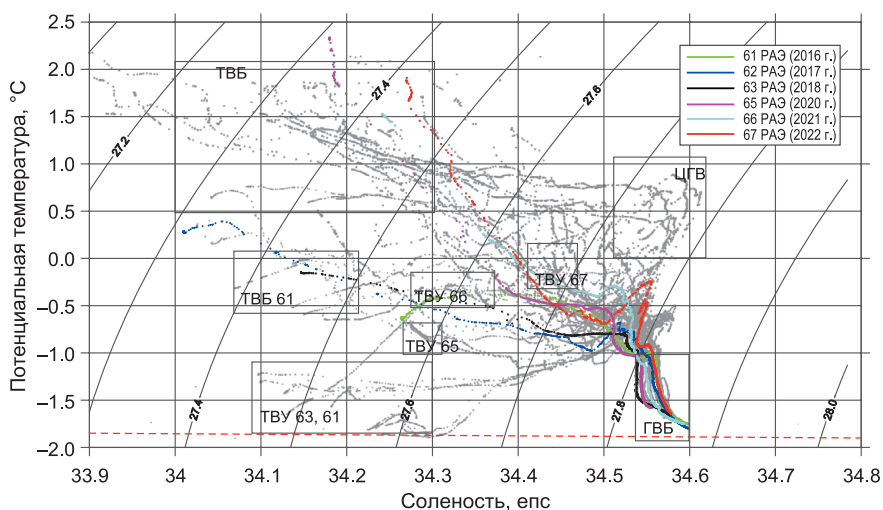 Потенциальная температура, °C
2.5
2.0
1.5
1.0
0.5
0.0
–0.5
–1.0
–1.5
–2.0
ТВБ
27.2
27.4
27.6
61 РАЭ (2016 г.)
62 РАЭ (2017 г.)
63 РАЭ (2018 г.)
65 РАЭ (2020 г.)
66 РАЭ (2021 г.)
67 РАЭ (2022 г.)
ЦГВ
ТВБ 61
ТВУ 66
ТВУ 67
ТВУ 65
ТВУ 63, 61
ГВБ
27.4
27.6
27.8
28.0
33.9
34
34.1
34.2
34.3
34.4
34.5
34.6
34.7
34.8
Соленость, епс